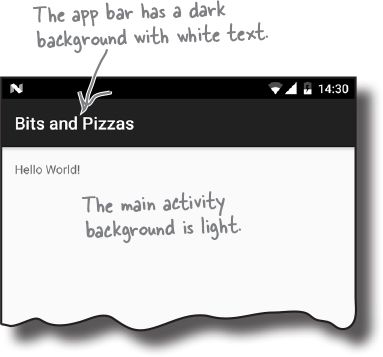 The app bar has a dark
background with white text.
14:30
Bits and Pizzas
Hello World!
The main activity
background is light.